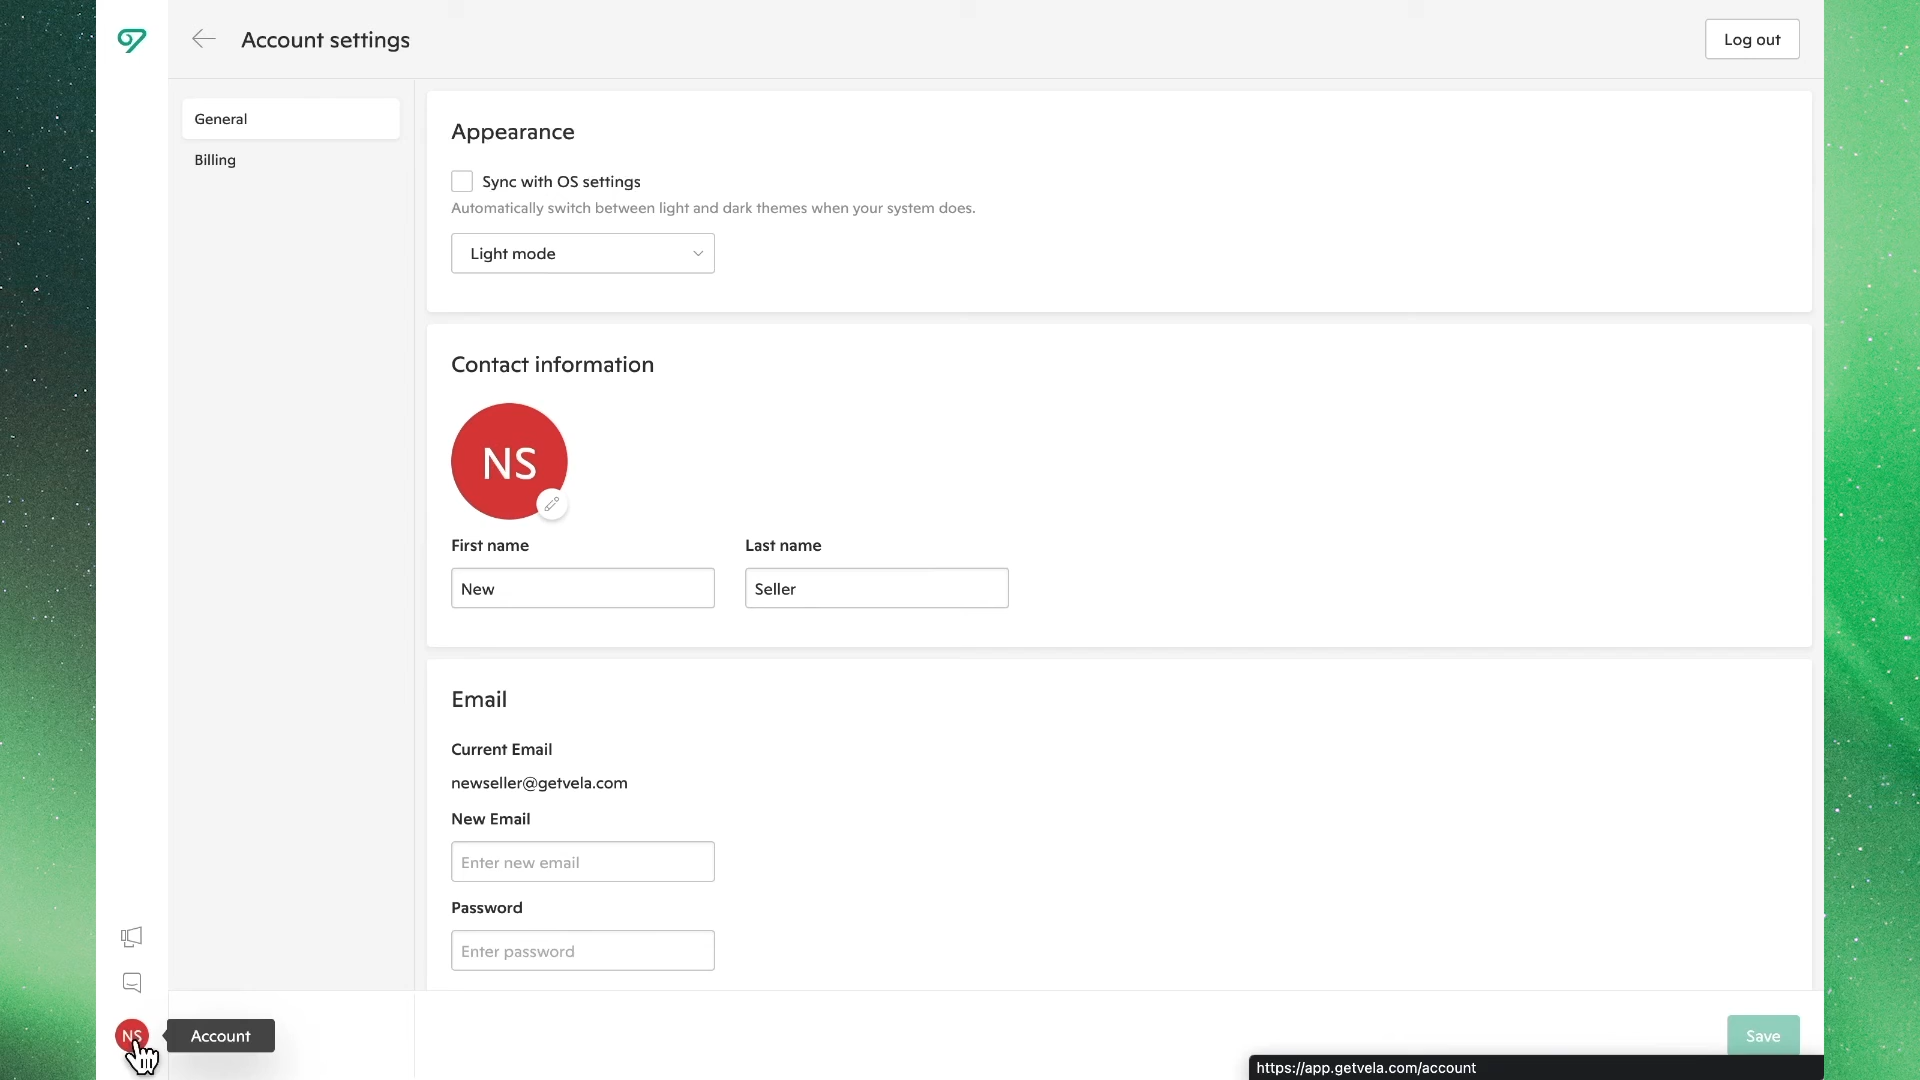 Account settings
Log out
General
Billing
Appearance
Sync with OS settings
Automatically switch between light and dark themes when your system does.
Light mode
Contact information
NS
First name
Last name
New
Seller
Email
Current Email
newseller@getvela.com
New Email
Enter new email
Password
Enter password
NS
Account
Save
https://app.getvela.com/account